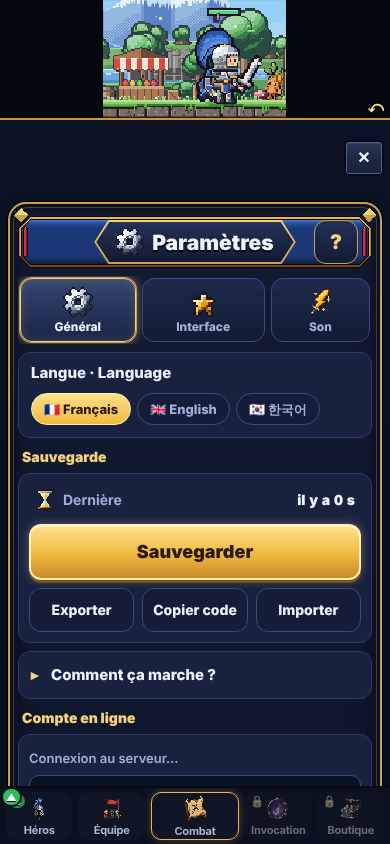 ×
Paramètres
?
Général
Interface
Son
Langue · Language
🇫🇷 Français
🇬🇧 English
🇰🇷 한국어
Sauvegarde
Dernière
il y a 0 s
Sauvegarder
Exporter
Copier code
Importer
▸ Comment ça marche ?
Compte en ligne
Connexion au serveur...
Héros
Équipe
Combat
Invocation
Boutique